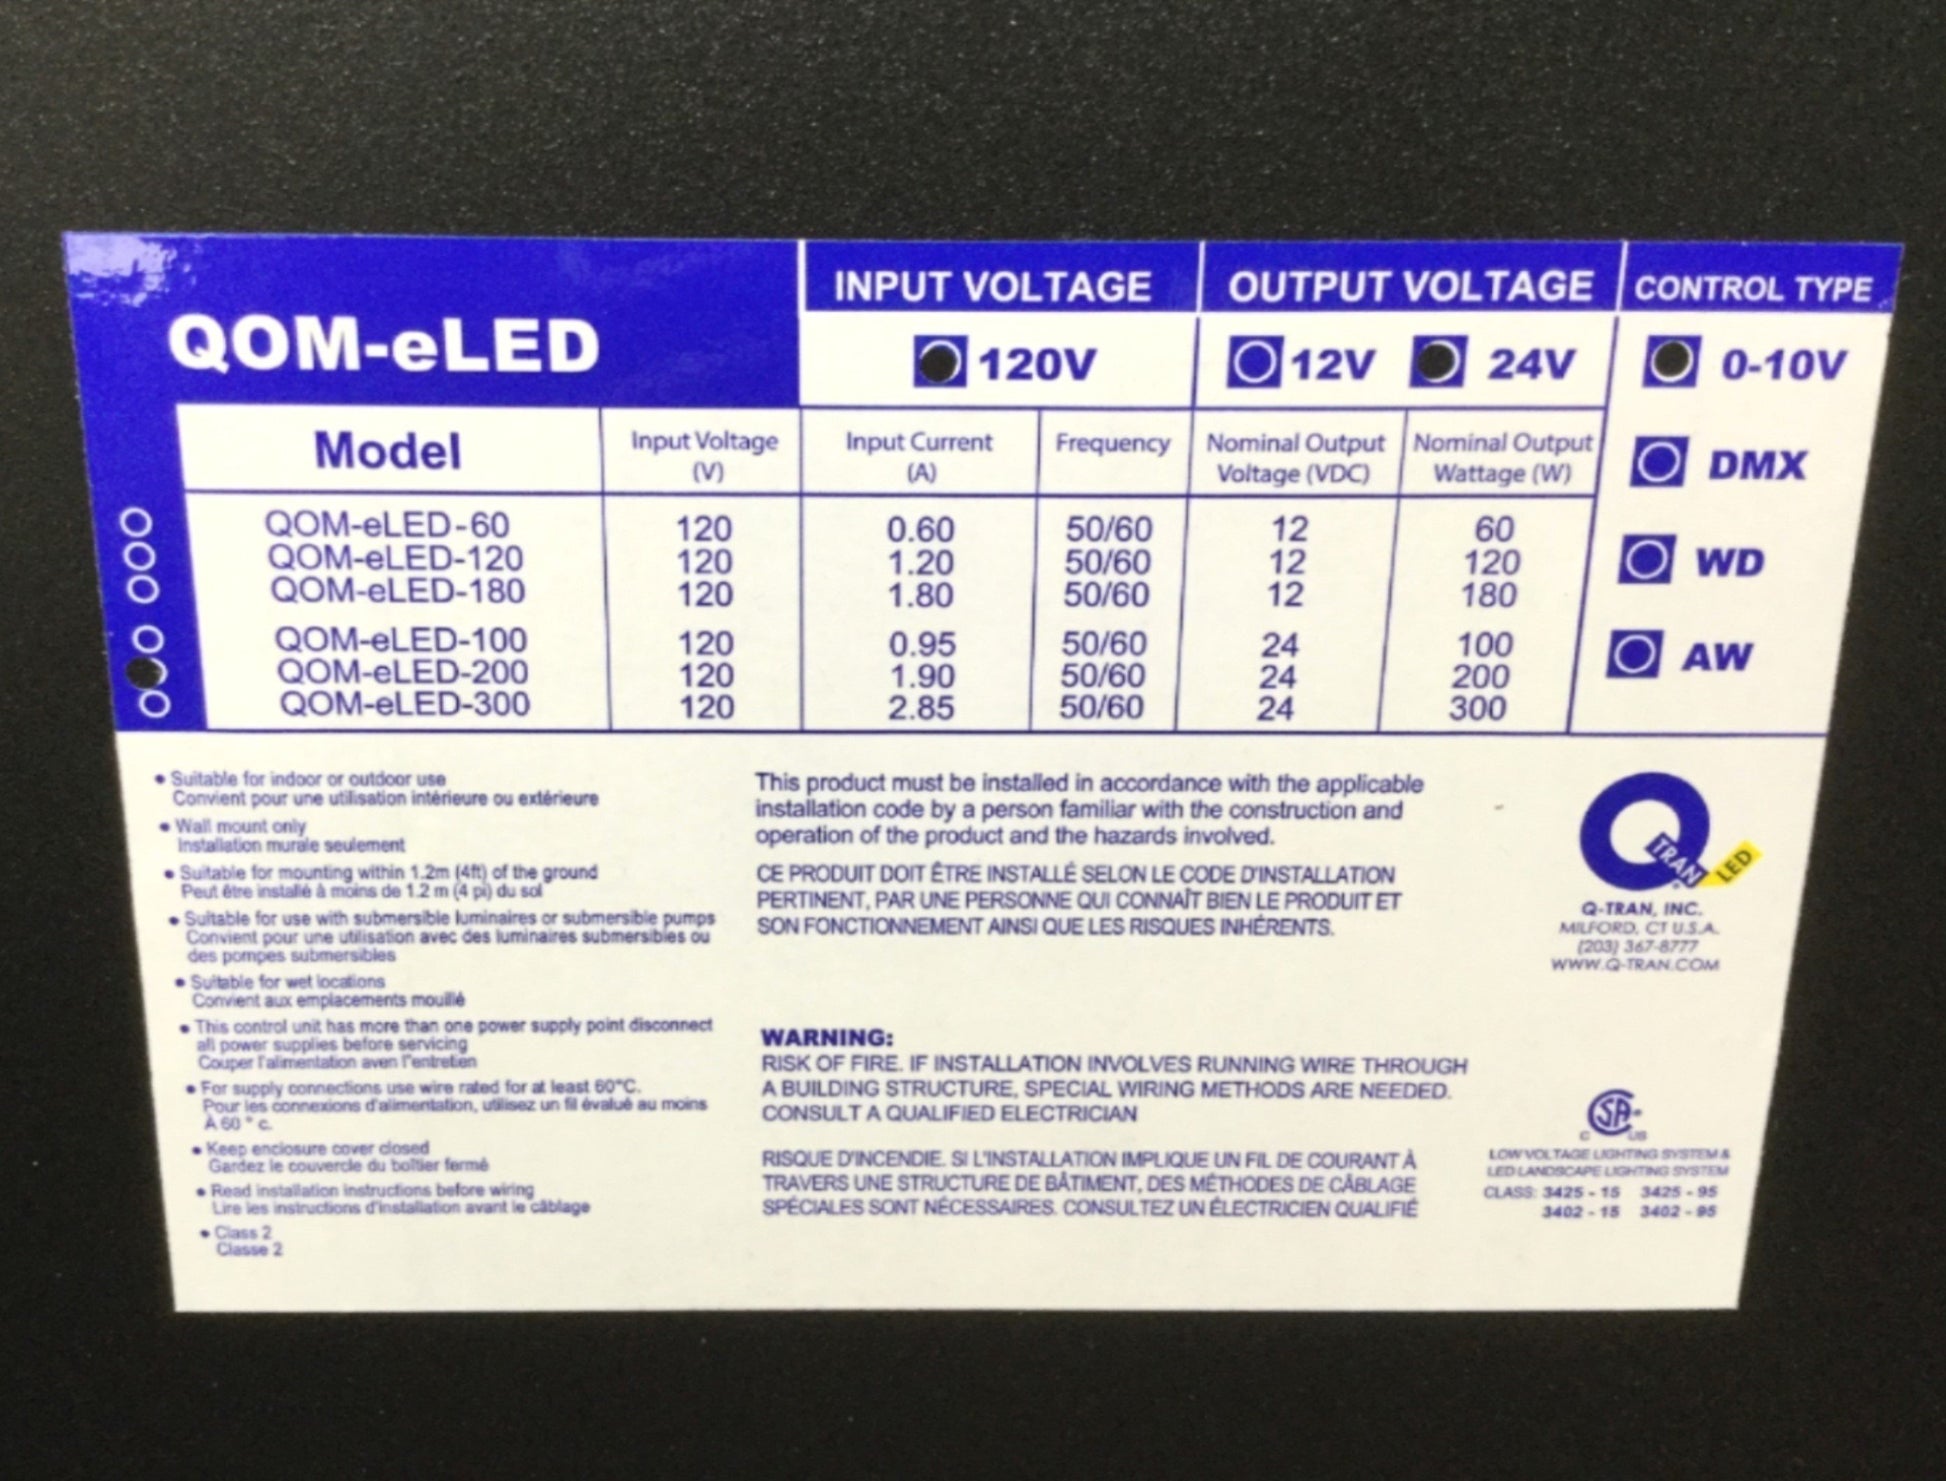 QOM-eLED
INPUT VOLTAGE
120V
OUTPUT VOLTAGE
12V 24V
CONTROL TYPE
0-10V
DMX
WD
AW
Model Input Voltage (V) Input Current (A) Frequency Nominal Output Voltage (VDC) Nominal Output Wattage (W)
QOM-eLED-60 120 0.60 50/60 12 60
QOM-eLED-120 120 1.20 50/60 12 120
QOM-eLED-180 120 1.80 50/60 12 180
QOM-eLED-100 120 0.95 50/60 24 100
QOM-eLED-200 120 1.90 50/60 24 200
QOM-eLED-300 120 2.85 50/60 24 300
• Suitable for indoor or outdoor use
Convient pour une utilisation intérieure ou extérieure
• Wall mount only
Installation murale seulement
• Suitable for mounting within 1.2m (4ft) of the ground
Peut être installé à moins de 1.2 m (4 pi) du sol
• Suitable for use with submersible luminaires or submersible pumps
Convient pour une utilisation avec des luminaires submersibles ou
des pompes submersibles
• Suitable for wet locations
Convient aux emplacements mouillé
• This control unit has more than one power supply point disconnect
all power supplies before servicing
Couper l'alimentation aven l"entretien
• For supply connections use wire rated for at least 60°C.
Pour les connexions d'alimentation, utilisez un fil évalué au moins
À 60 ° c.
• Keep enclosure cover closed
Gardez le couvercle du boîtier fermé
• Read installation instructions before wiring
Lire les instructions d'installation avant le câblage
• Class 2
Classe 2
This product must be installed in accordance with the applicable
installation code by a person familiar with the construction and
operation of the product and the hazards involved.
CE PRODUIT DOIT ÊTRE INSTALLÉ SELON LE CODE D'INSTALLATION
PERTINENT, PAR UNE PERSONNE QUI CONNAÎT BIEN LE PRODUIT ET
SON FONCTIONNEMENT AINSI QUE LES RISQUES INHÉRENTS.
WARNING:
RISK OF FIRE. IF INSTALLATION INVOLVES RUNNING WIRE THROUGH
A BUILDING STRUCTURE, SPECIAL WIRING METHODS ARE NEEDED.
CONSULT A QUALIFIED ELECTRICIAN
RISQUE D'INCENDIE. SI L'INSTALLATION IMPLIQUE UN FIL DE COURANT À
TRAVERS UNE STRUCTURE DE BÂTIMENT, DES MÉTHODES DE CÂBLAGE
SPÉCIALES SONT NÉCESSAIRES. CONSULTEZ UN ÉLECTRICIEN QUALIFIÉ
Q TRAN LED
Q-TRAN, INC.
MILFORD, CT U.S.A.
(203) 367-8777
WWW.Q-TRAN.COM
C SA US
LOW VOLTAGE LIGHTING SYSTEM &
LED LANDSCAPE LIGHTING SYSTEM
CLASS: 3425 - 15 3425 - 95
3402 - 15 3402 - 95